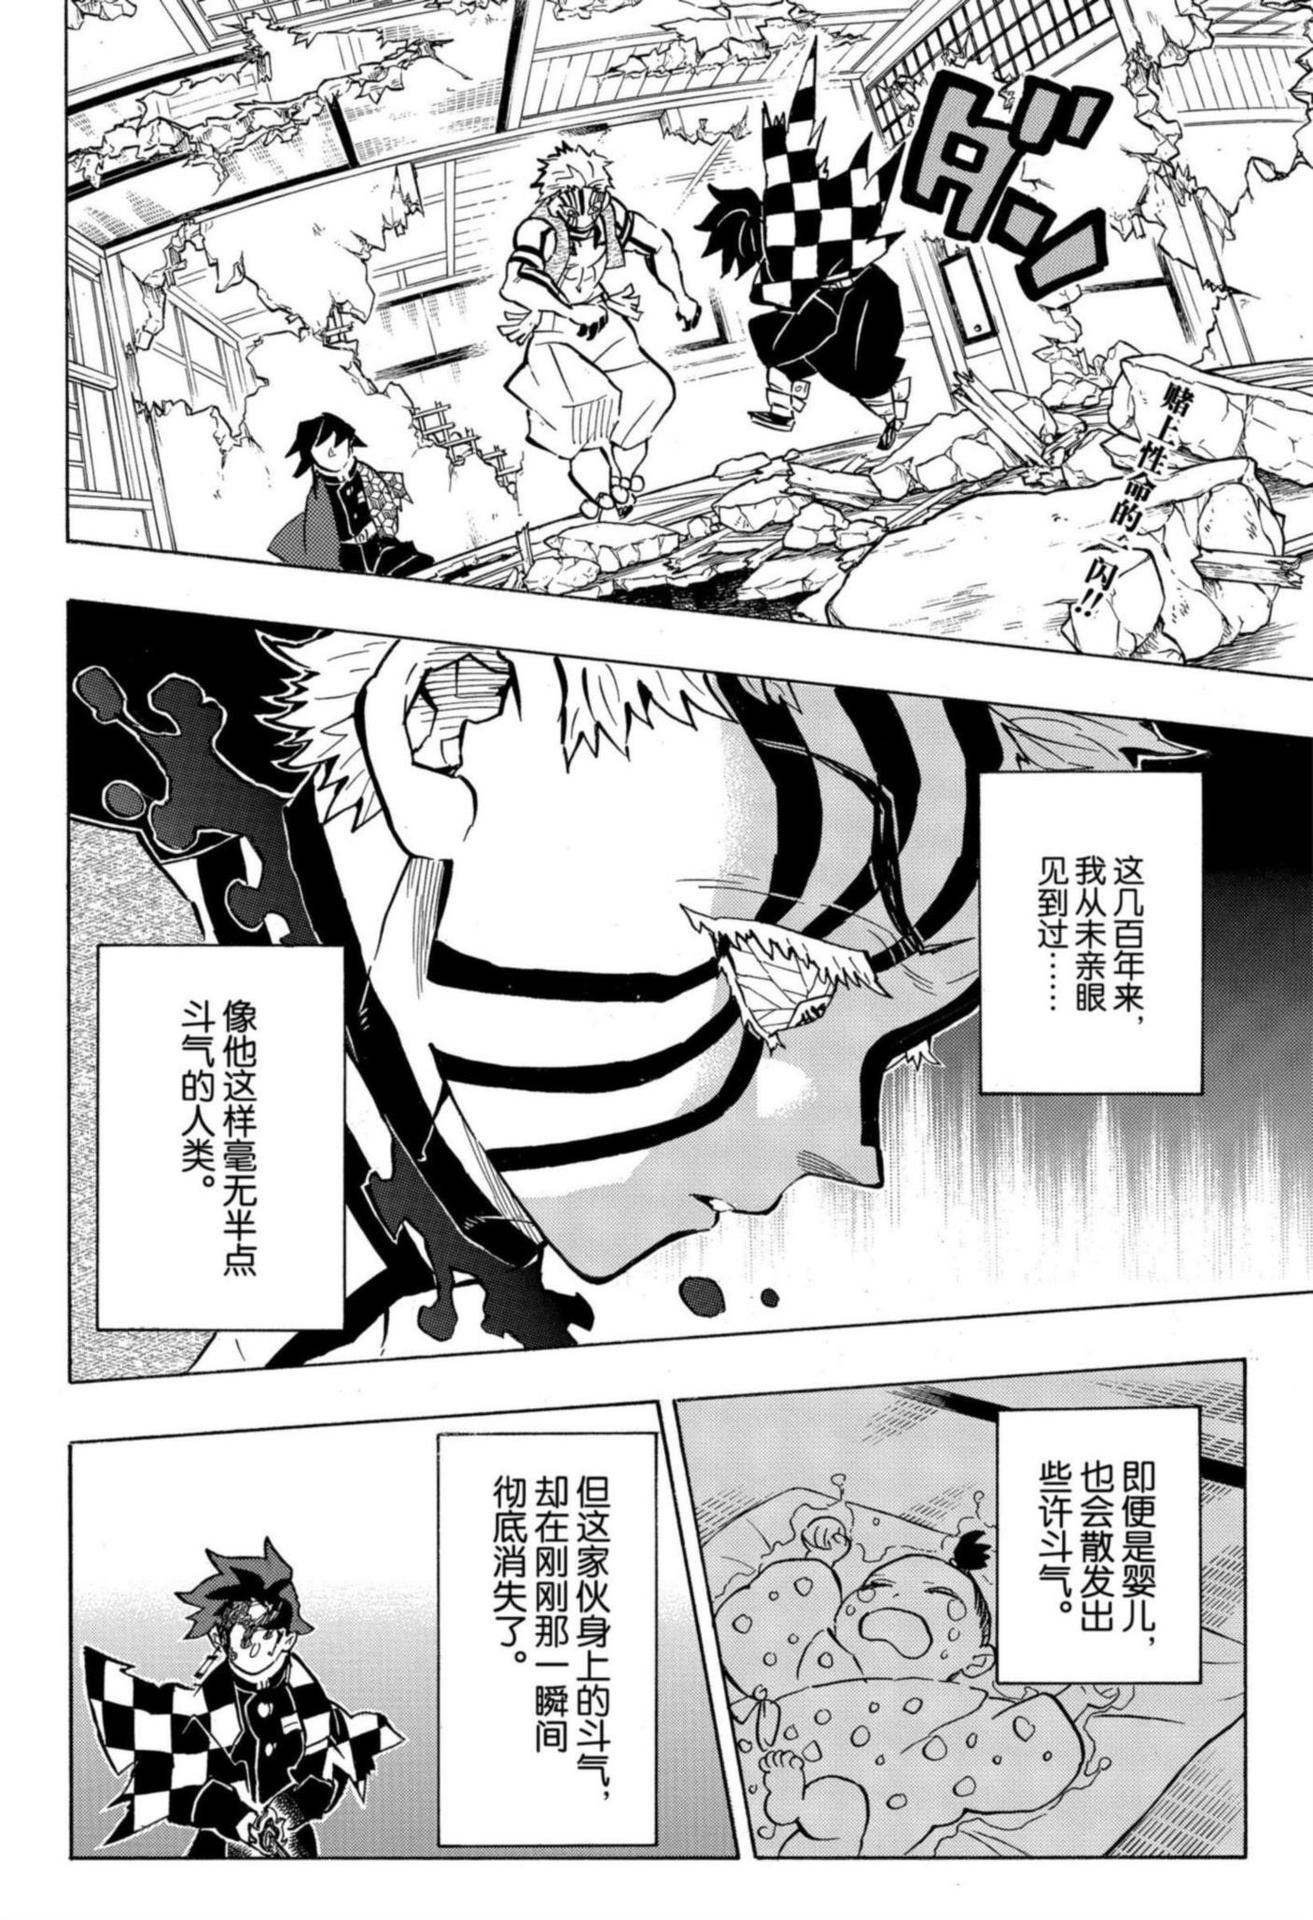 ダンッ
赌上性命的一闪!!
这几百年来，
我从未亲眼
见到过……
像他这样毫无半点
斗气的人类。
即便是婴儿，
也会散发出
些许斗气。
但这家伙身上的斗气，
却在刚刚那一瞬间
彻底消失了。